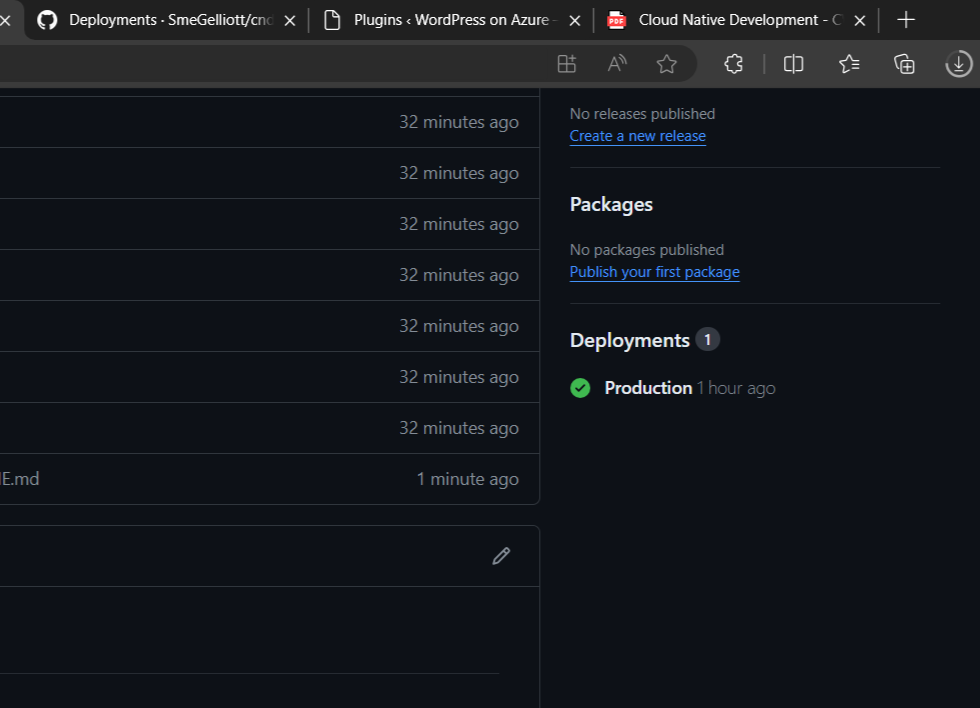 Deployments · SmeGelliott/cnd
Plugins ‹ WordPress on Azure -
PDF
Cloud Native Development - C
32 minutes ago
32 minutes ago
32 minutes ago
32 minutes ago
32 minutes ago
32 minutes ago
32 minutes ago
E.md
1 minute ago
No releases published
Create a new release
Packages
No packages published
Publish your first package
Deployments 1
Production 1 hour ago